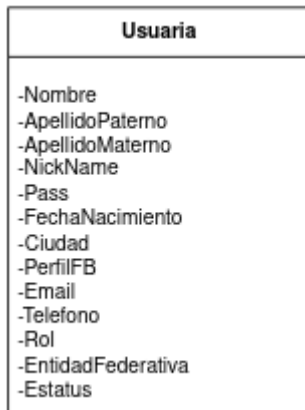 Usuaria
-Nombre
-ApellidoPaterno
-ApellidoMaterno
-NickName
-Pass
-FechaNacimiento
-Ciudad
-PerfilFB
-Email
-Telefono
-Rol
-EntidadFederativa
-Estatus